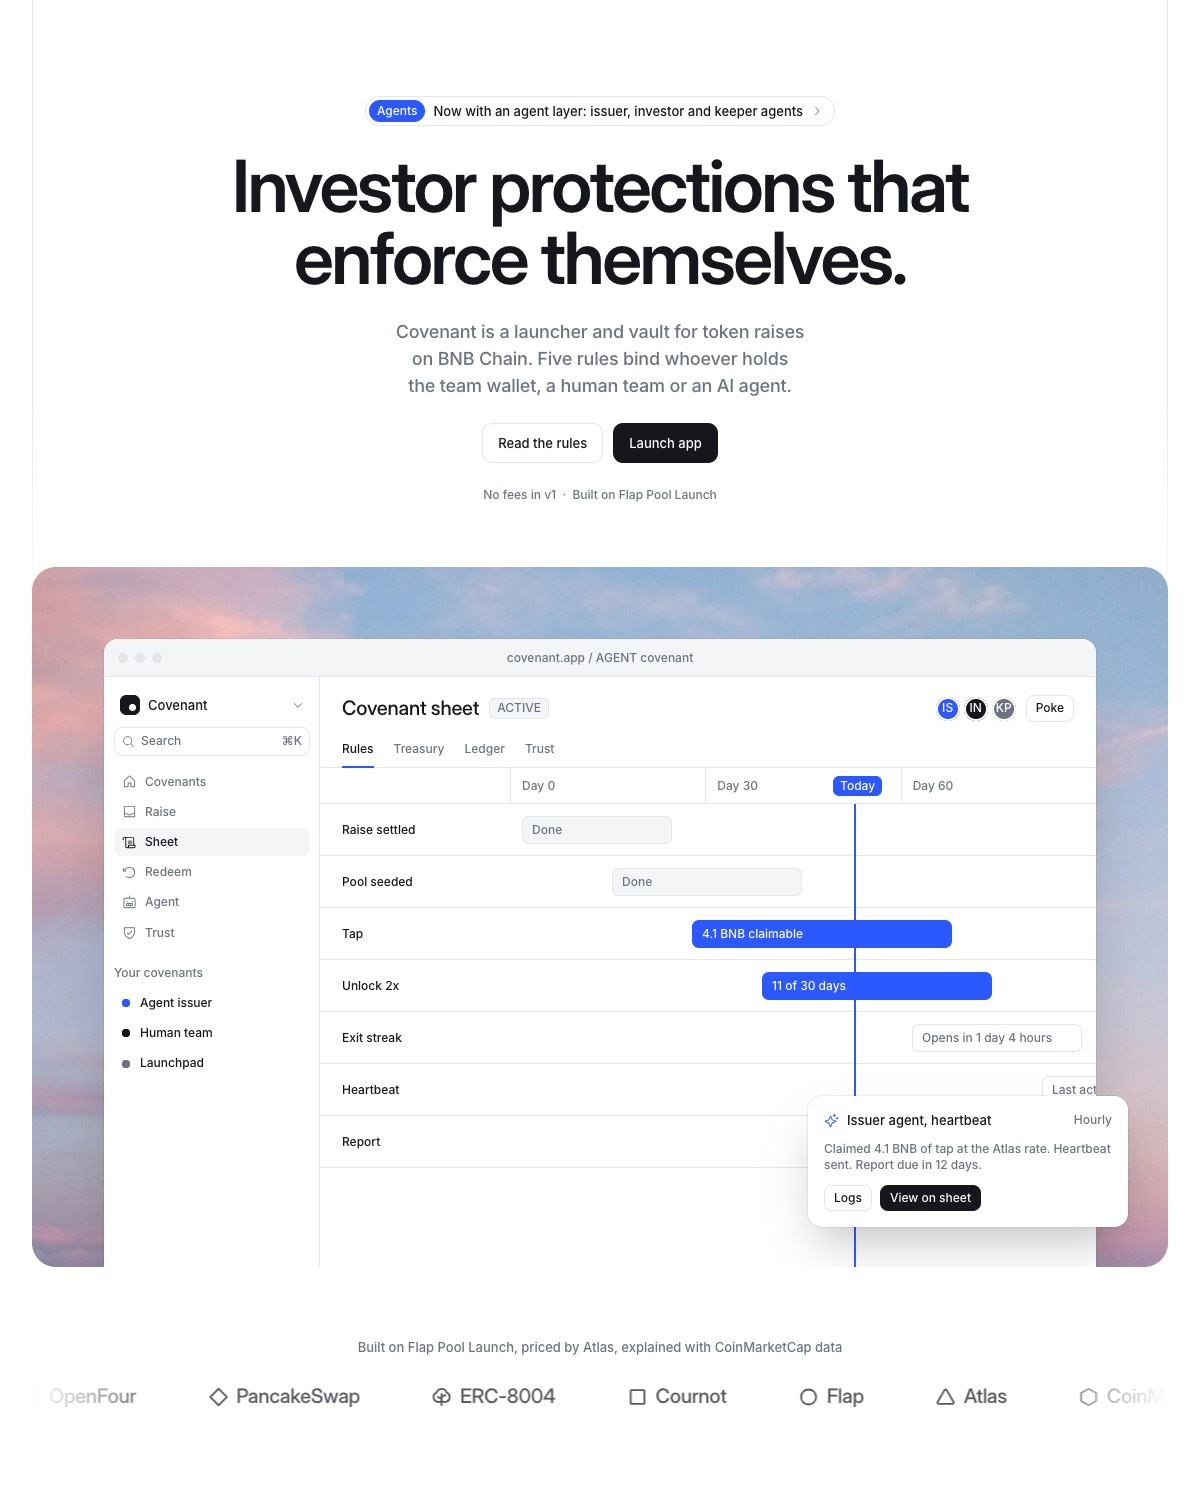 Agents Now with an agent layer: issuer, investor and keeper agents
Investor protections that
enforce themselves.
Covenant is a launcher and vault for token raises
on BNB Chain. Five rules bind whoever holds
the team wallet, a human team or an AI agent.
Read the rules
Launch app
No fees in v1 · Built on Flap Pool Launch
covenant.app / AGENT covenant
Covenant
Search ⌘K
Covenants
Raise
Sheet
Redeem
Agent
Trust
Your covenants
Agent issuer
Human team
Launchpad
Covenant sheet ACTIVE
IS IN KP Poke
Rules Treasury Ledger Trust
Day 0 Day 30 Today Day 60
Raise settled Done
Pool seeded Done
Tap 4.1 BNB claimable
Unlock 2x 11 of 30 days
Exit streak Opens in 1 day 4 hours
Heartbeat Last act
Report
Issuer agent, heartbeat Hourly
Claimed 4.1 BNB of tap at the Atlas rate. Heartbeat
sent. Report due in 12 days.
Logs View on sheet
Built on Flap Pool Launch, priced by Atlas, explained with CoinMarketCap data
OpenFour PancakeSwap ERC-8004 Cournot Flap Atlas CoinM